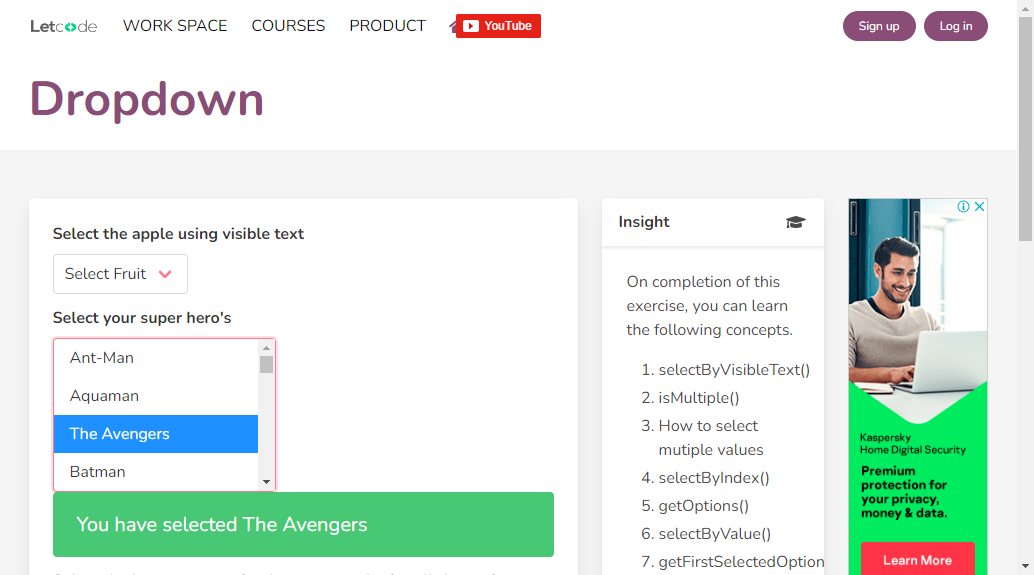 Letcode
WORK SPACE
COURSES
PRODUCT
YouTube
Sign up
Log in
Dropdown
Select the apple using visible text
Select Fruit
Select your super hero's
Ant-Man
Aquaman
The Avengers
Batman
You have selected The Avengers
Insight
On completion of this
exercise, you can learn
the following concepts.
1. selectByVisibleText()
2. isMultiple()
3. How to select
mutiple values
4. selectByIndex()
5. getOptions()
6. selectByValue()
7. getFirstSelectedOption
Kaspersky
Home Digital Security
Premium
protection for
your privacy,
money & data.
Learn More